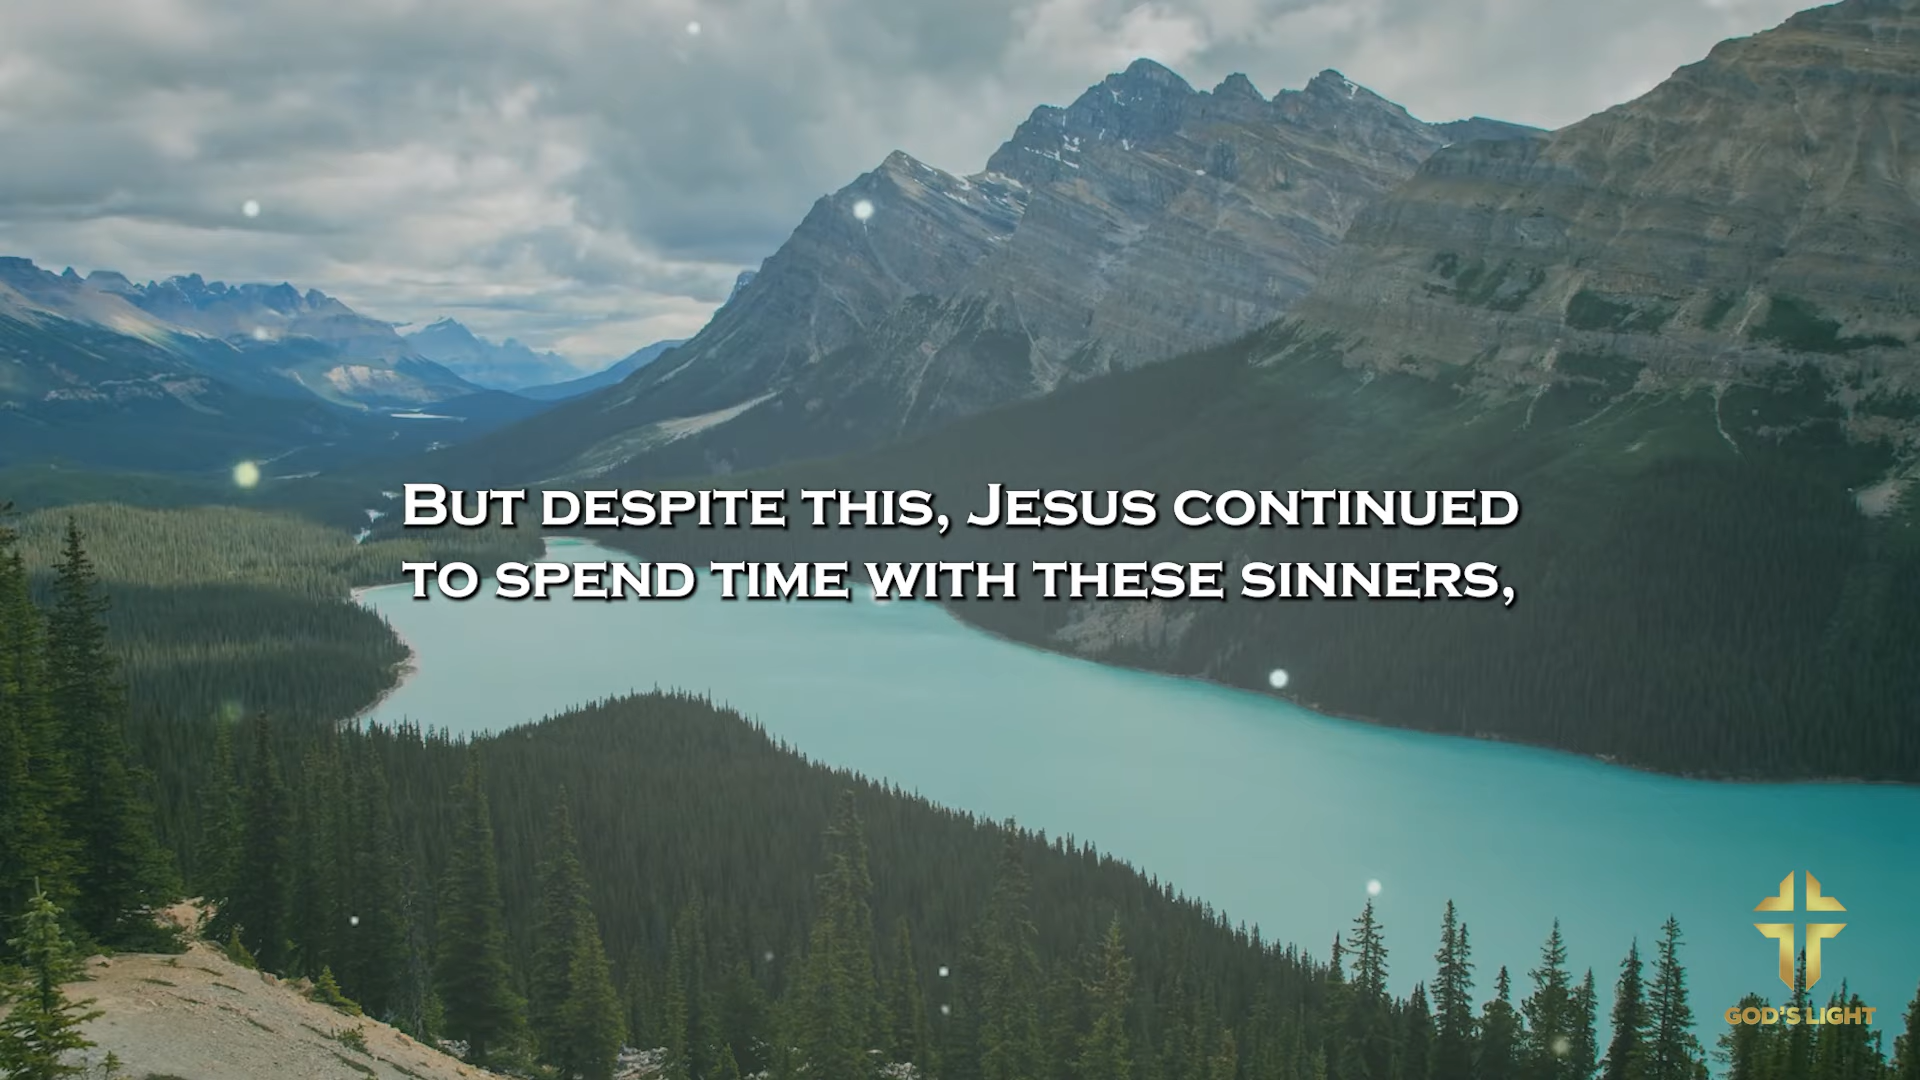 But despite this, Jesus continued
to spend time with these sinners,
GOD'S LIGHT